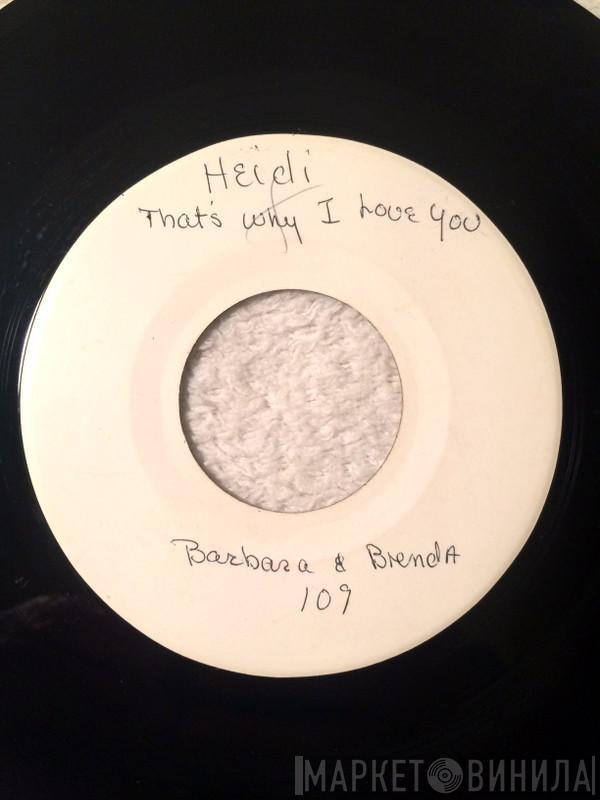 Heidi
That's why I Love you
Barbara & Brenda
109
МАРКЕТ ВИНИЛА